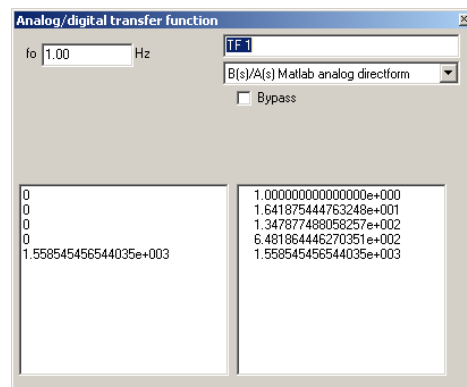 Analog/digital transfer function
fo 1.00 Hz
TF 1
B(s)/A(s) Matlab analog directform
Bypass
0
0
0
0
1.558545456544035e+003
1.000000000000000e+000
1.641875444763248e+001
1.347877488058257e+002
6.481864446270351e+002
1.558545456544035e+003